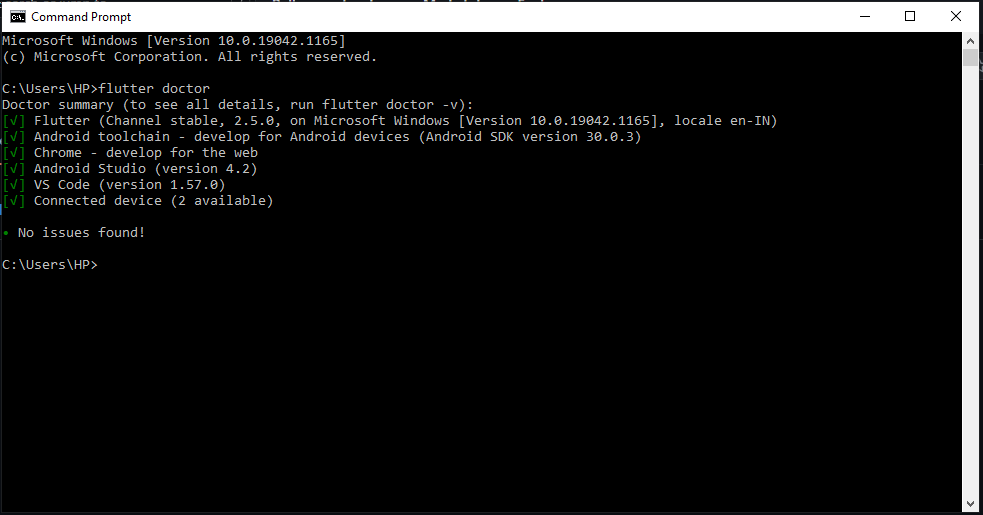 Command Prompt
Microsoft Windows [Version 10.0.19042.1165]
(c) Microsoft Corporation. All rights reserved.
C:\Users\HP>flutter doctor
Doctor summary (to see all details, run flutter doctor -v):
[√] Flutter (Channel stable, 2.5.0, on Microsoft Windows [Version 10.0.19042.1165], locale en-IN)
[√] Android toolchain - develop for Android devices (Android SDK version 30.0.3)
[√] Chrome - develop for the web
[√] Android Studio (version 4.2)
[√] VS Code (version 1.57.0)
[√] Connected device (2 available)
• No issues found!
C:\Users\HP>